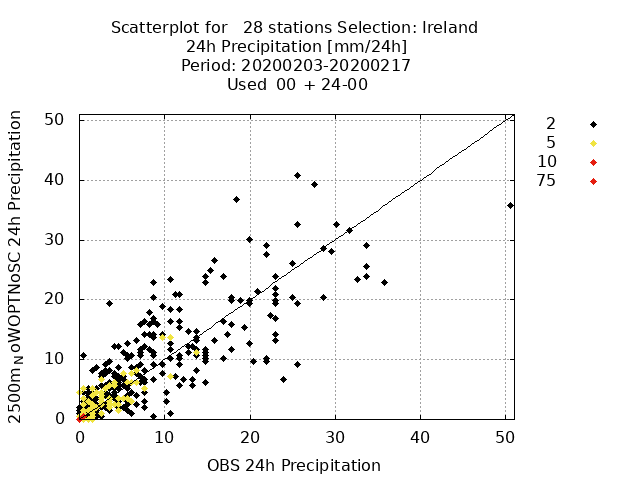 Scatterplot for   28 stations Selection: Ireland
24h Precipitation [mm/24h]
Period: 20200203-20200217
Used  00 + 24-00
2500m_NoWOPTNoSC 24h Precipitation
50
40
30
20
10
0
0 10 20 30 40 50
OBS 24h Precipitation
2
5
10
75